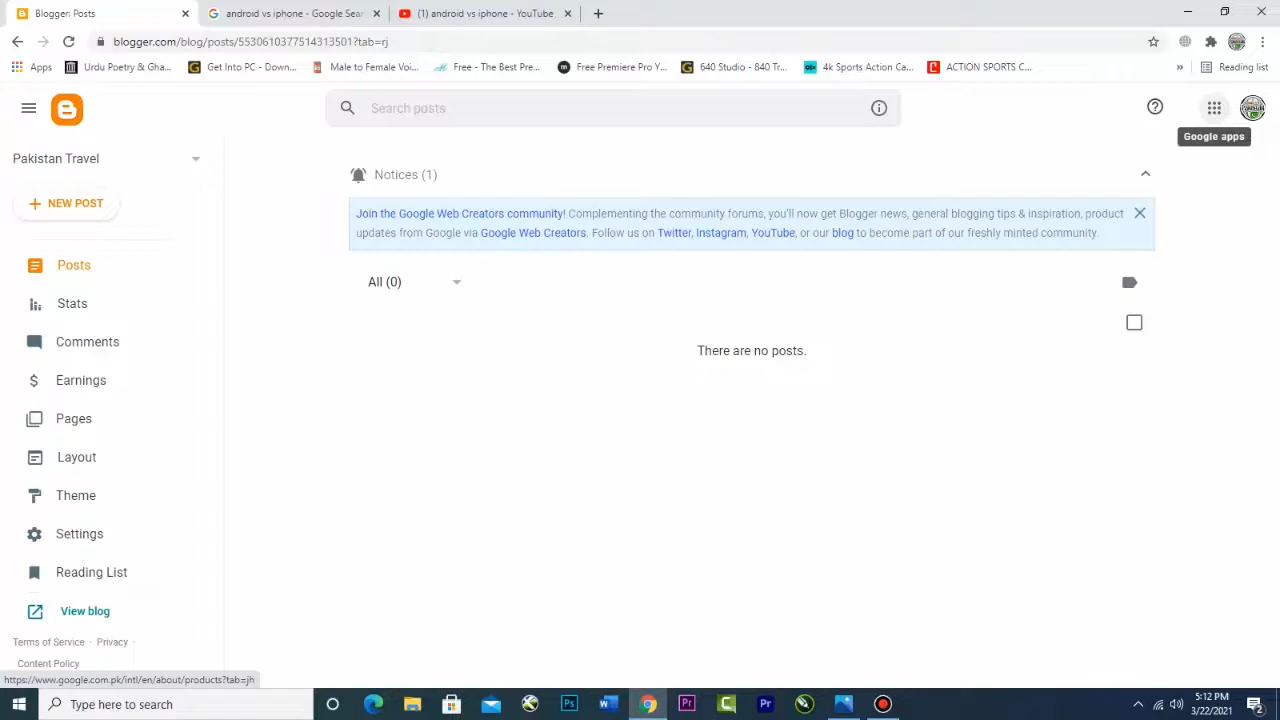 Blogger: Posts
android vs iphone - Google Sear
(1) android vs iphone - YouTube
blogger.com/blog/posts/5530610377514313501?tab=rj
Apps
Urdu Poetry & Gha...
Get Into PC - Down...
Male to Female Voi...
Free - The Best Pre...
Free Premiere Pro Y...
640 Studio - 840 Tr...
4k Sports Action Ca...
ACTION SPORTS C...
»
Reading list
Search posts
Google apps
Pakistan Travel
Notices (1)
+ NEW POST
Join the Google Web Creators community! Complementing the community forums, you'll now get Blogger news, general blogging tips & inspiration, product
updates from Google via Google Web Creators. Follow us on Twitter, Instagram, YouTube, or our blog to become part of our freshly minted community.
Posts
All (0)
Stats
Comments
There are no posts.
Earnings
Pages
Layout
Theme
Settings
Reading List
View blog
Terms of Service · Privacy ·
Content Policy
https://www.google.com.pk/intl/en/about/products?tab=jh
Type here to search
5:12 PM
3/22/2021
2